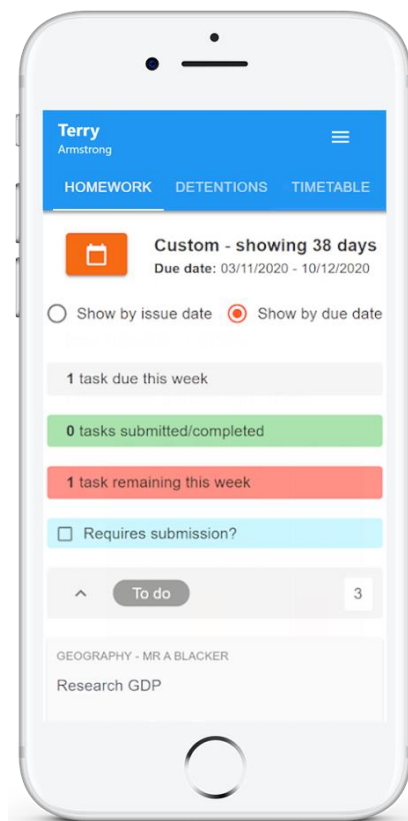 Terry
Armstrong
HOMEWORK DETENTIONS TIMETABLE
Custom - showing 38 days
Due date: 03/11/2020 - 10/12/2020
Show by issue date Show by due date
1 task due this week
0 tasks submitted/completed
1 task remaining this week
Requires submission?
To do 3
GEOGRAPHY - MR A BLACKER
Research GDP